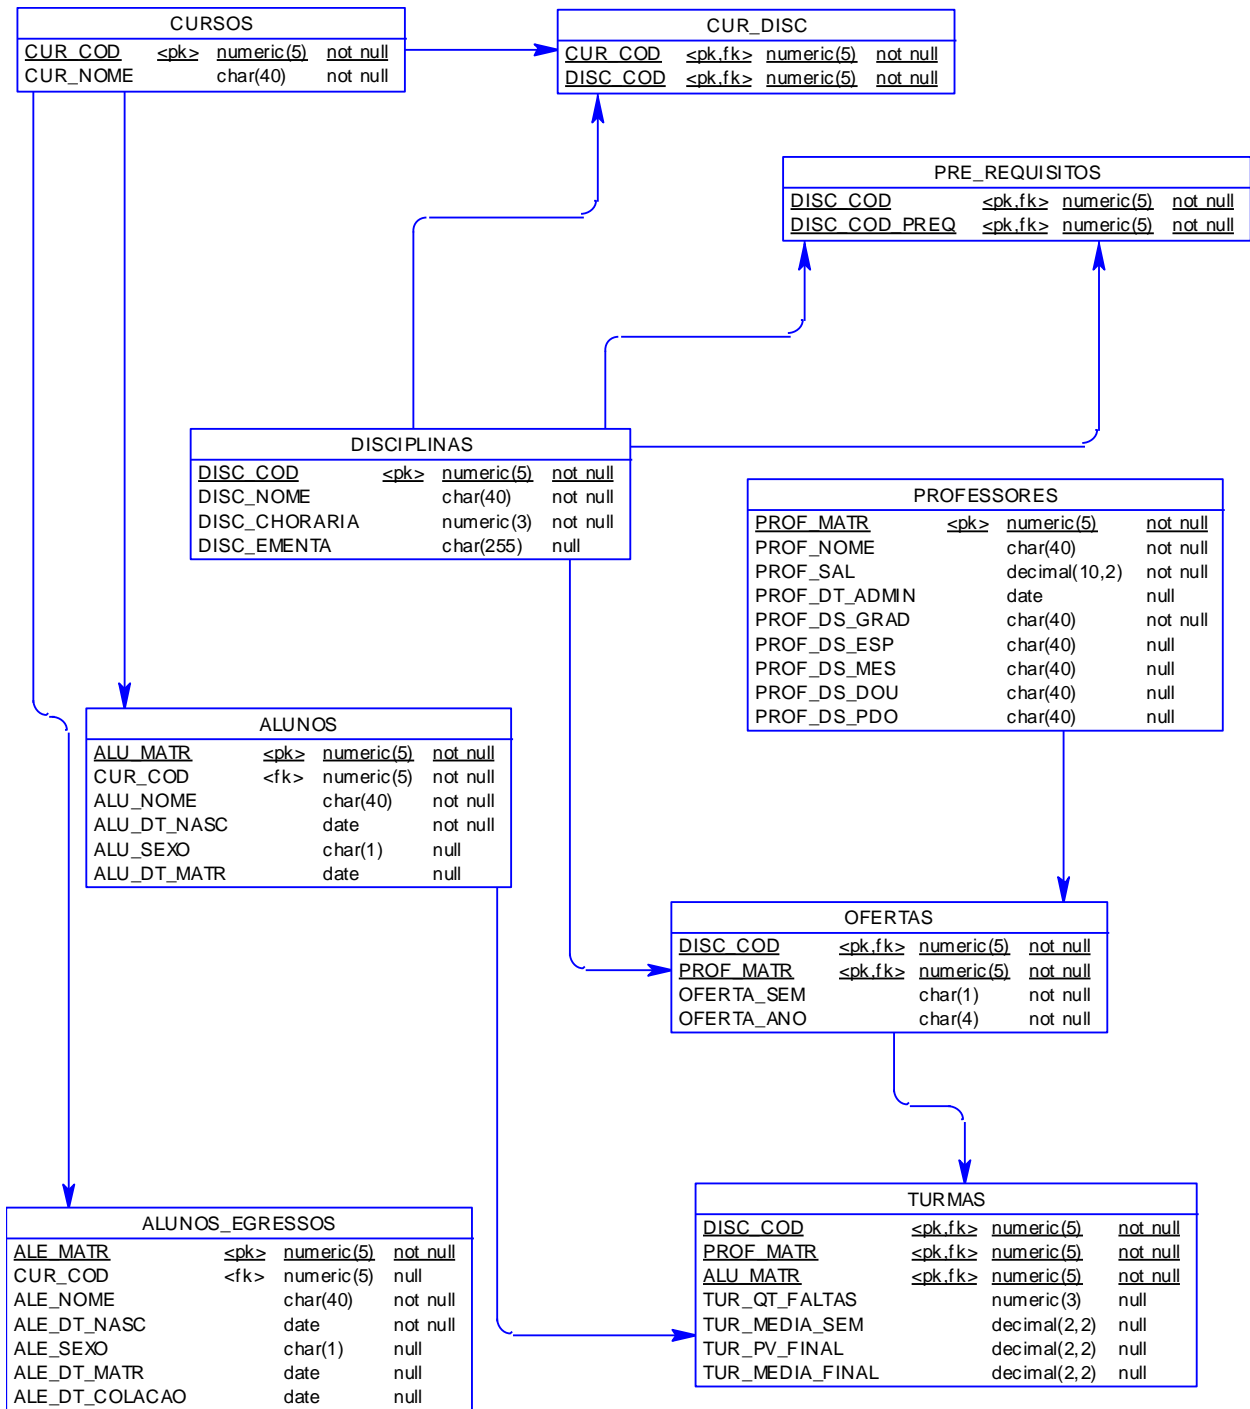 CURSOS
CUR_COD <pk> numeric(5) not null
CUR_NOME char(40) not null
CUR_DISC
CUR_COD <pk,fk> numeric(5) not null
DISC_COD <pk,fk> numeric(5) not null
PRE_REQUISITOS
DISC_COD <pk,fk> numeric(5) not null
DISC_COD_PREQ <pk,fk> numeric(5) not null
DISCIPLINAS
DISC_COD <pk> numeric(5) not null
DISC_NOME char(40) not null
DISC_CHORARIA numeric(3) not null
DISC_EMENTA char(255) null
PROFESSORES
PROF_MATR <pk> numeric(5) not null
PROF_NOME char(40) not null
PROF_SAL decimal(10,2) not null
PROF_DT_ADMIN date null
PROF_DS_GRAD char(40) not null
PROF_DS_ESP char(40) null
PROF_DS_MES char(40) null
PROF_DS_DOU char(40) null
PROF_DS_PDO char(40) null
ALUNOS
ALU_MATR <pk> numeric(5) not null
CUR_COD <fk> numeric(5) not null
ALU_NOME char(40) not null
ALU_DT_NASC date not null
ALU_SEXO char(1) null
ALU_DT_MATR date null
OFERTAS
DISC_COD <pk,fk> numeric(5) not null
PROF_MATR <pk,fk> numeric(5) not null
OFERTA_SEM char(1) not null
OFERTA_ANO char(4) not null
ALUNOS_EGRESSOS
ALE_MATR <pk> numeric(5) not null
CUR_COD <fk> numeric(5) null
ALE_NOME char(40) not null
ALE_DT_NASC date not null
ALE_SEXO char(1) null
ALE_DT_MATR date null
ALE_DT_COLACAO date null
TURMAS
DISC_COD <pk,fk> numeric(5) not null
PROF_MATR <pk,fk> numeric(5) not null
ALU_MATR <pk,fk> numeric(5) not null
TUR_QT_FALTAS numeric(3) null
TUR_MEDIA_SEM decimal(2,2) null
TUR_PV_FINAL decimal(2,2) null
TUR_MEDIA_FINAL decimal(2,2) null